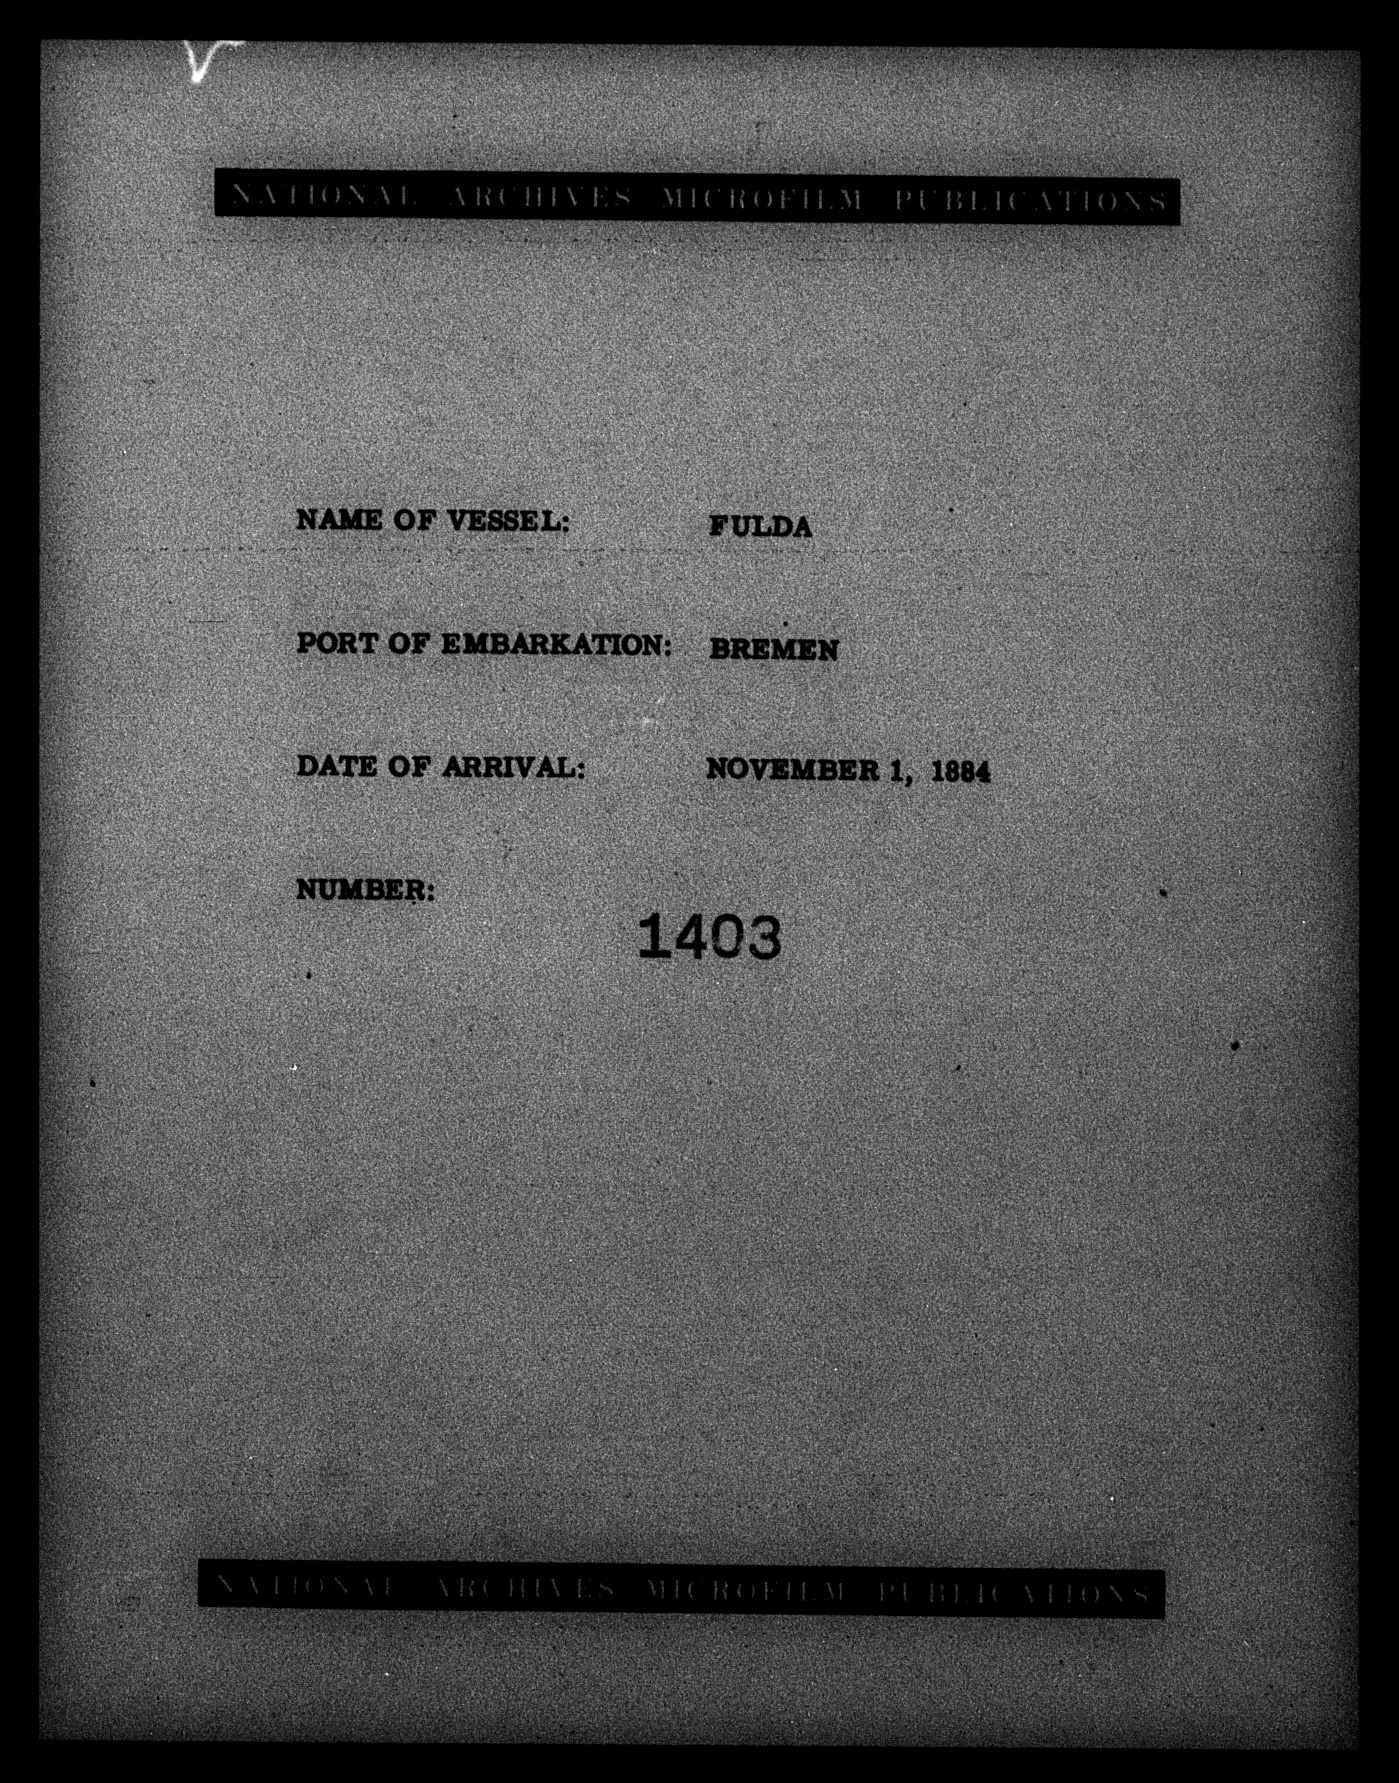 NATIONAL ARCHIVES MICROFILM PUBLICATIONS
NAME OF VESSEL: FULDA
PORT OF EMBARKATION: BREMEN
DATE OF ARRIVAL: NOVEMBER 1, 1884
NUMBER:
1403
NATIONAL ARCHIVES MICROFILM PUBLICATIONS